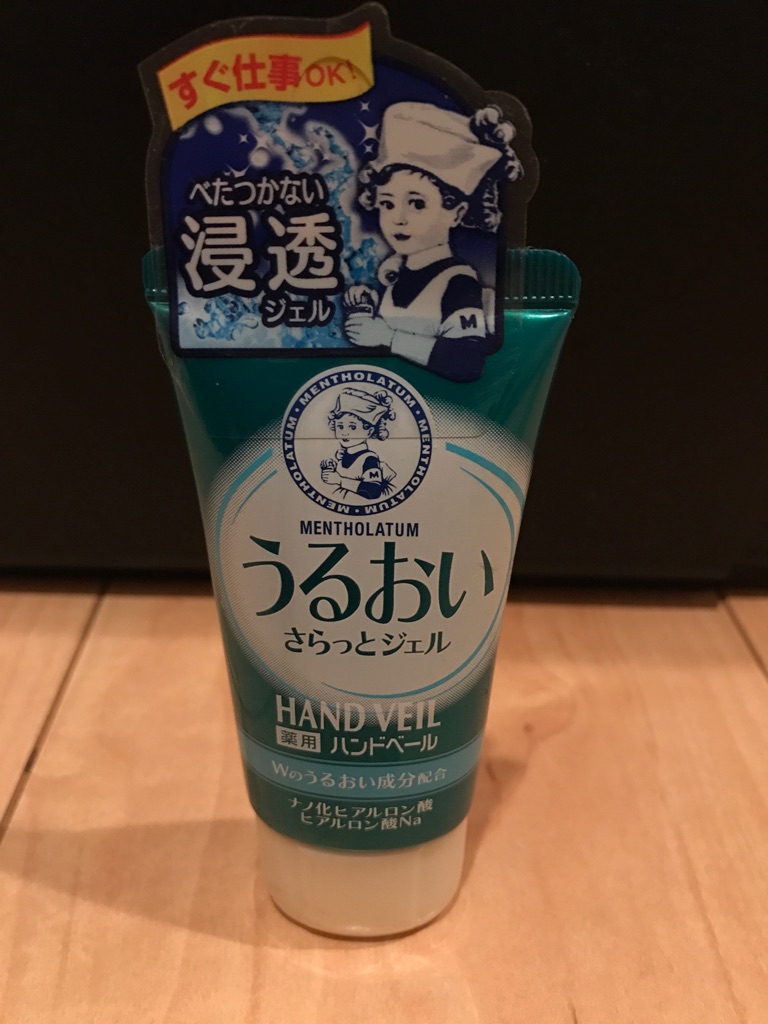 すぐ仕事OK!
べたつかない
浸透
ジェル
M
MENTHOLATUM・MENTHOLATUM・MENTHOLATUM・MENTHOLATUM・
M
MENTHOLATUM
うるおい
さらっとジェル
HAND VEIL
薬用 ハンドベール
Wのうるおい成分配合
ナノ化ヒアルロン酸
ヒアルロン酸Na